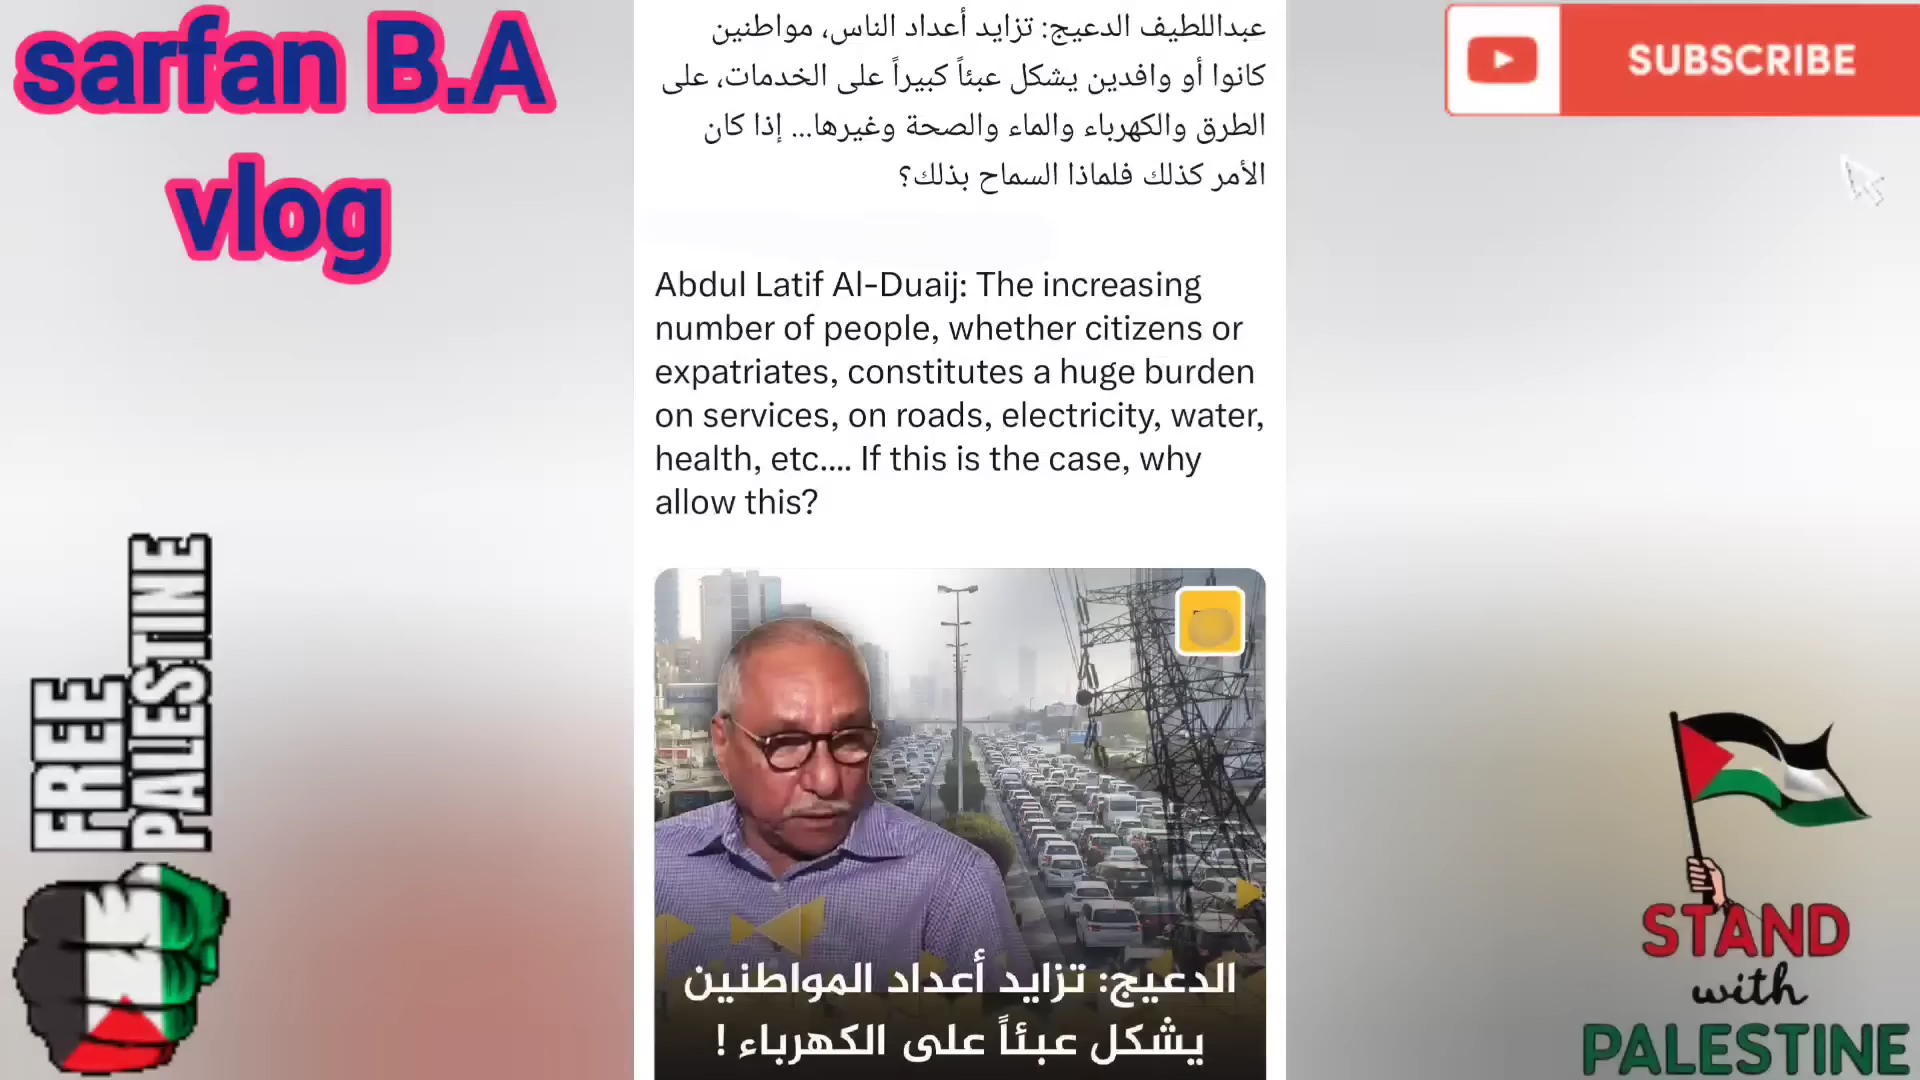 sarfan B.A
vlog
عبداللطيف الدعيج: تزايد أعداد الناس، مواطنين
كانوا أو وافدين يشكل عبئاً كبيراً على الخدمات، على
الطرق والكهرباء والماء والصحة وغيرها... إذا كان
الأمر كذلك فلماذا السماح بذلك؟
Abdul Latif Al-Duaij: The increasing
number of people, whether citizens or
expatriates, constitutes a huge burden
on services, on roads, electricity, water,
health, etc.... If this is the case, why
allow this?
الدعيج: تزايد أعداد المواطنين
يشكل عبئاً على الكهرباء !
SUBSCRIBE
FREE
PALESTINE
STAND
with
PALESTINE